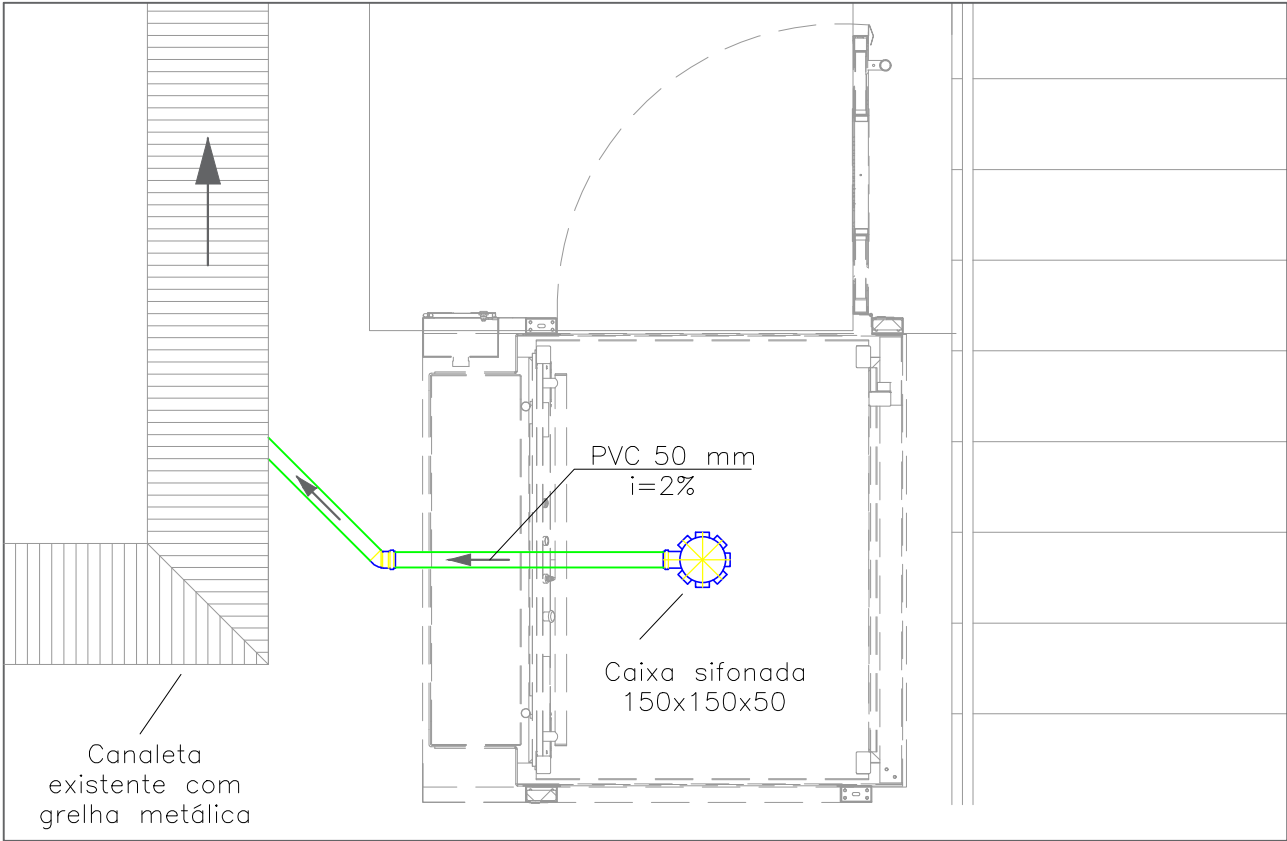 PVC 50 mm
i=2%
Caixa sifonada
150x150x50
Canaleta
existente com
grelha metálica